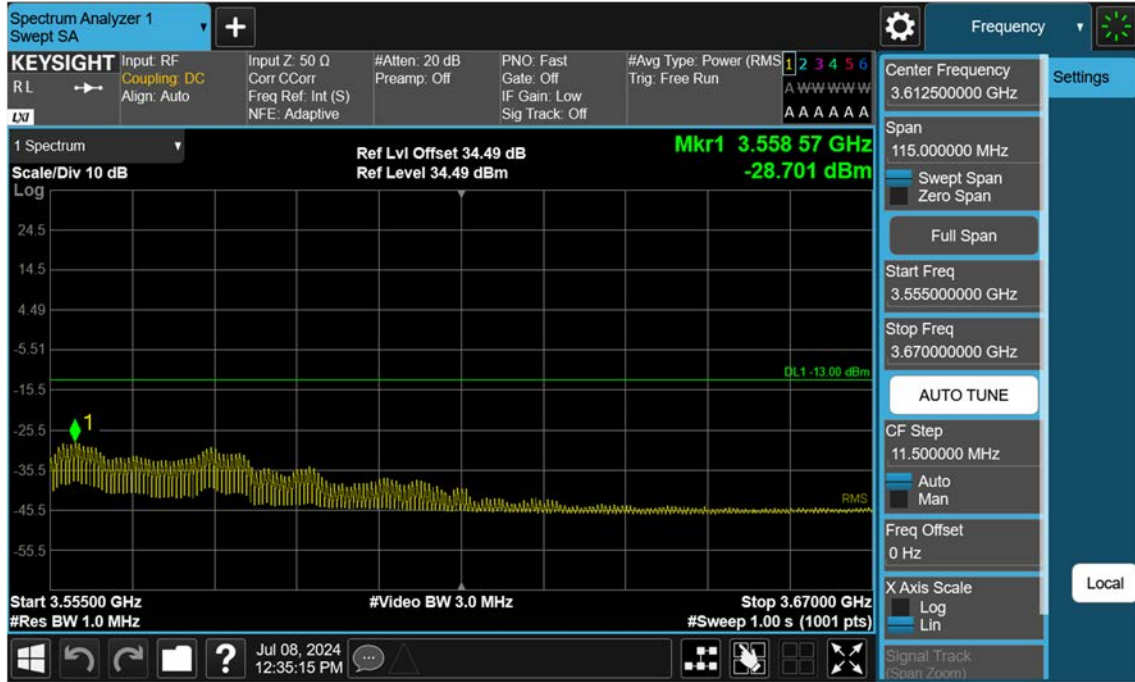 Spectrum Analyzer 1
Swept SA
+
Frequency
KEYSIGHT
RL
LXI
Input: RF
Coupling: DC
Align: Auto
Input Z: 50 Ω
Corr CCorr
Freq Ref: Int (S)
NFE: Adaptive
#Atten: 20 dB
Preamp: Off
PNO: Fast
Gate: Off
IF Gain: Low
Sig Track: Off
#Avg Type: Power (RMS
Trig: Free Run
1 2 3 4 5 6
A W W W W W
A A A A A A
1 Spectrum
Scale/Div 10 dB
Ref Lvl Offset 34.49 dB
Ref Level 34.49 dBm
Mkr1 3.558 57 GHz
-28.701 dBm
Log
24.5
14.5
4.49
-5.51
DL1 -13.00 dBm
-15.5
1
-25.5
-35.5
RMS
-45.5
-55.5
Start 3.55500 GHz
#Video BW 3.0 MHz
Stop 3.67000 GHz
#Res BW 1.0 MHz
#Sweep 1.00 s (1001 pts)
?
Jul 08, 2024
12:35:15 PM
Center Frequency
3.612500000 GHz
Settings
Span
115.000000 MHz
Swept Span
Zero Span
Full Span
Start Freq
3.555000000 GHz
Stop Freq
3.670000000 GHz
AUTO TUNE
CF Step
11.500000 MHz
Auto
Man
Freq Offset
0 Hz
X Axis Scale
Log
Lin
Local
Signal Track
(Span Zoom)